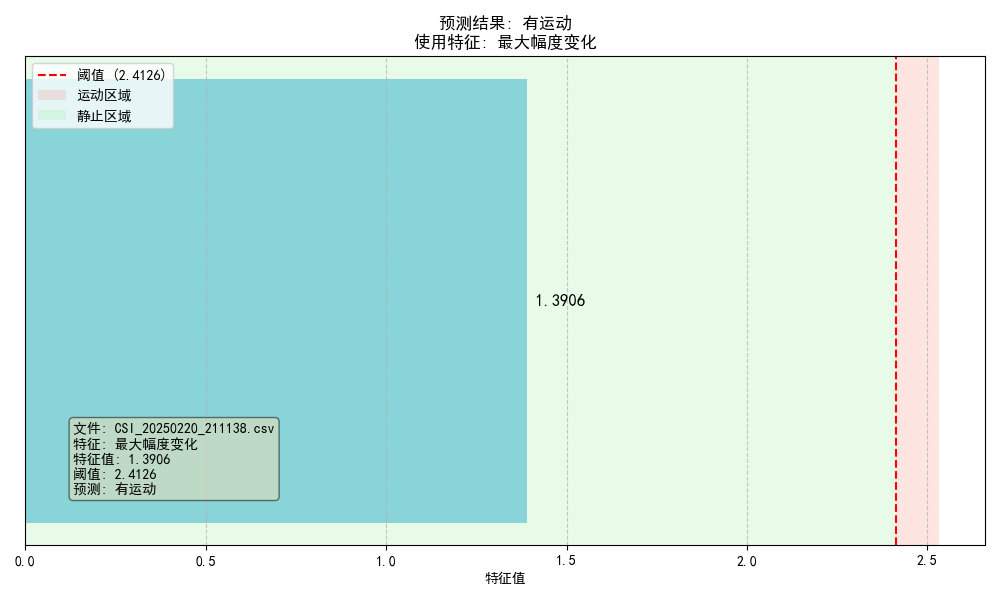 预测结果: 有运动
使用特征: 最大幅度变化
阈值 (2.4126)
运动区域
静止区域
1.3906
文件: CSI_20250220_211138.csv
特征: 最大幅度变化
特征值: 1.3906
阈值: 2.4126
预测: 有运动
0.0 0.5 1.0 1.5 2.0 2.5
特征值